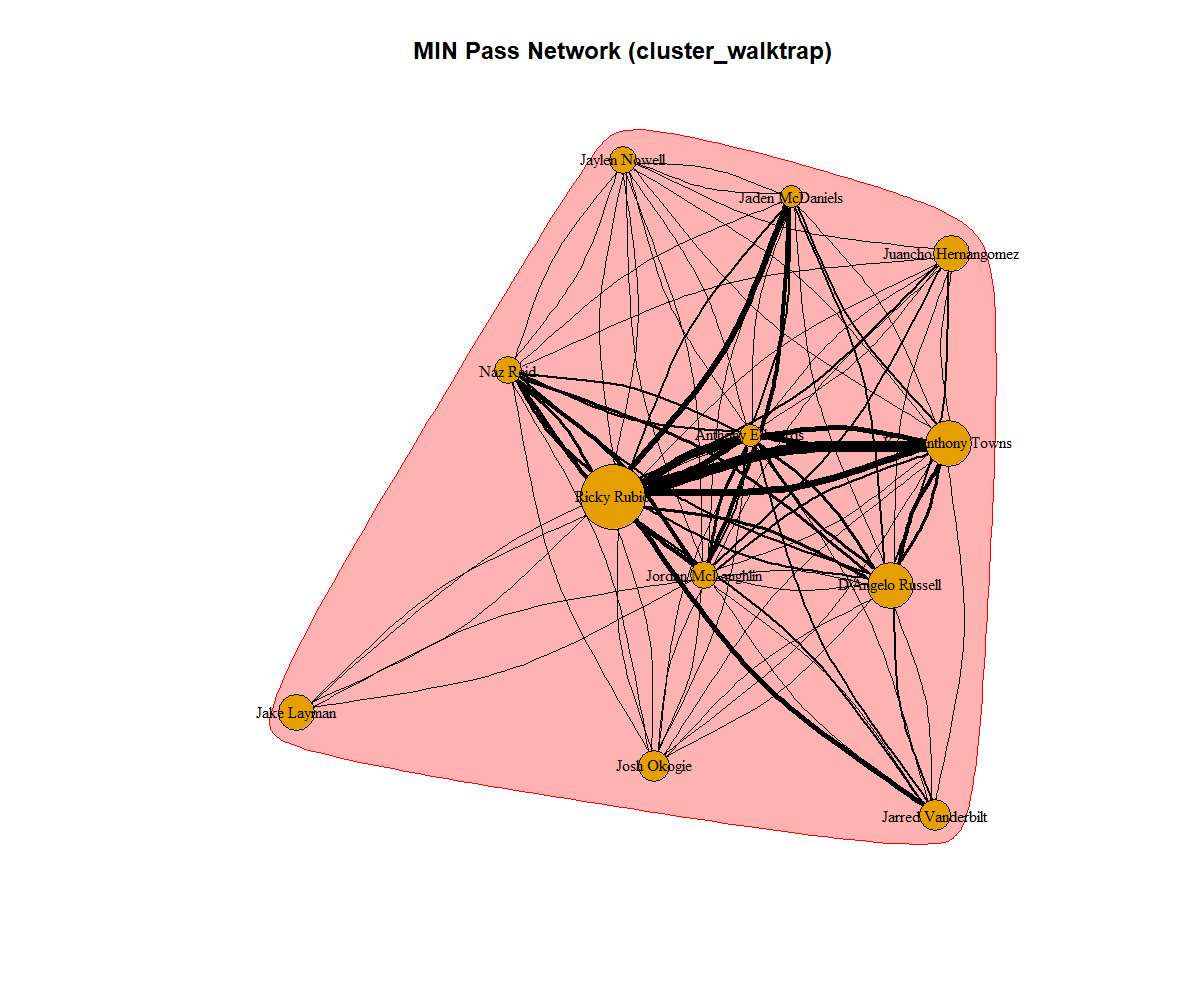 MIN Pass Network (cluster_walktrap)
Jaylen Nowell
Jaden McDaniels
Juancho Hernangomez
Naz Reid
Anthony Edwards
Anthony Towns
Ricky Rubio
Jordan McLaughlin
D'Angelo Russell
Jake Layman
Josh Okogie
Jarred Vanderbilt